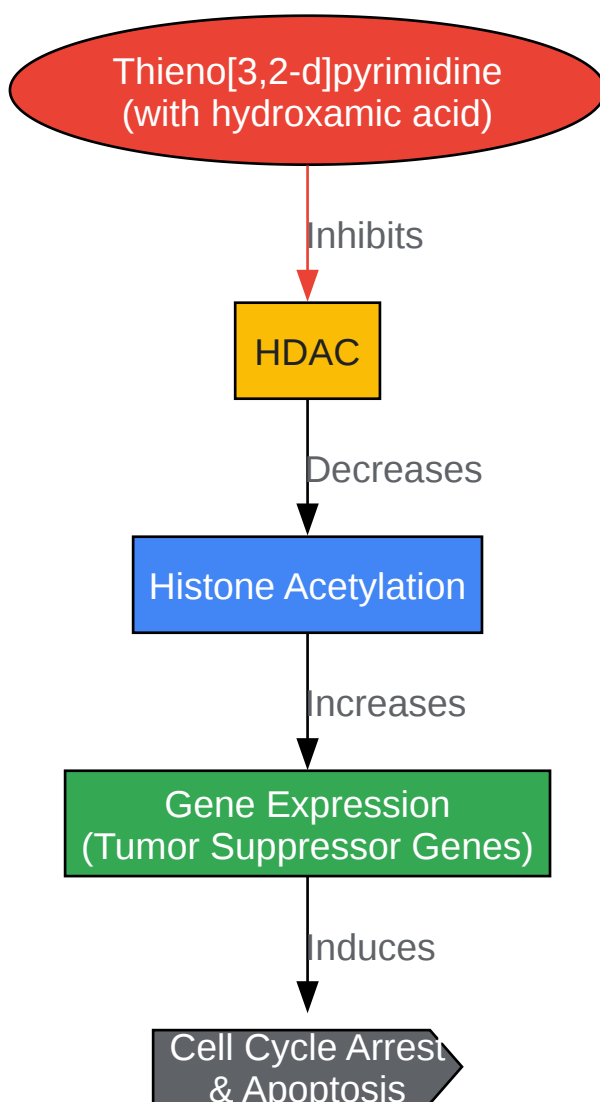 Thieno[3,2-d]pyrimidine
(with hydroxamic acid)
Inhibits
HDAC
Decreases
Histone Acetylation
Increases
Gene Expression
(Tumor Suppressor Genes)
Induces
Cell Cycle Arrest
& Apoptosis